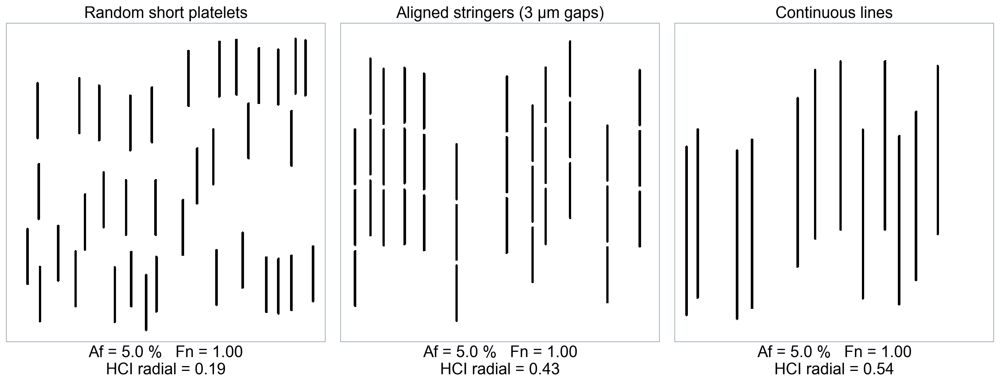 Random short platelets
Aligned stringers (3 µm gaps)
Continuous lines
Af = 5.0 %   Fn = 1.00
HCI radial = 0.19
Af = 5.0 %   Fn = 1.00
HCI radial = 0.43
Af = 5.0 %   Fn = 1.00
HCI radial = 0.54